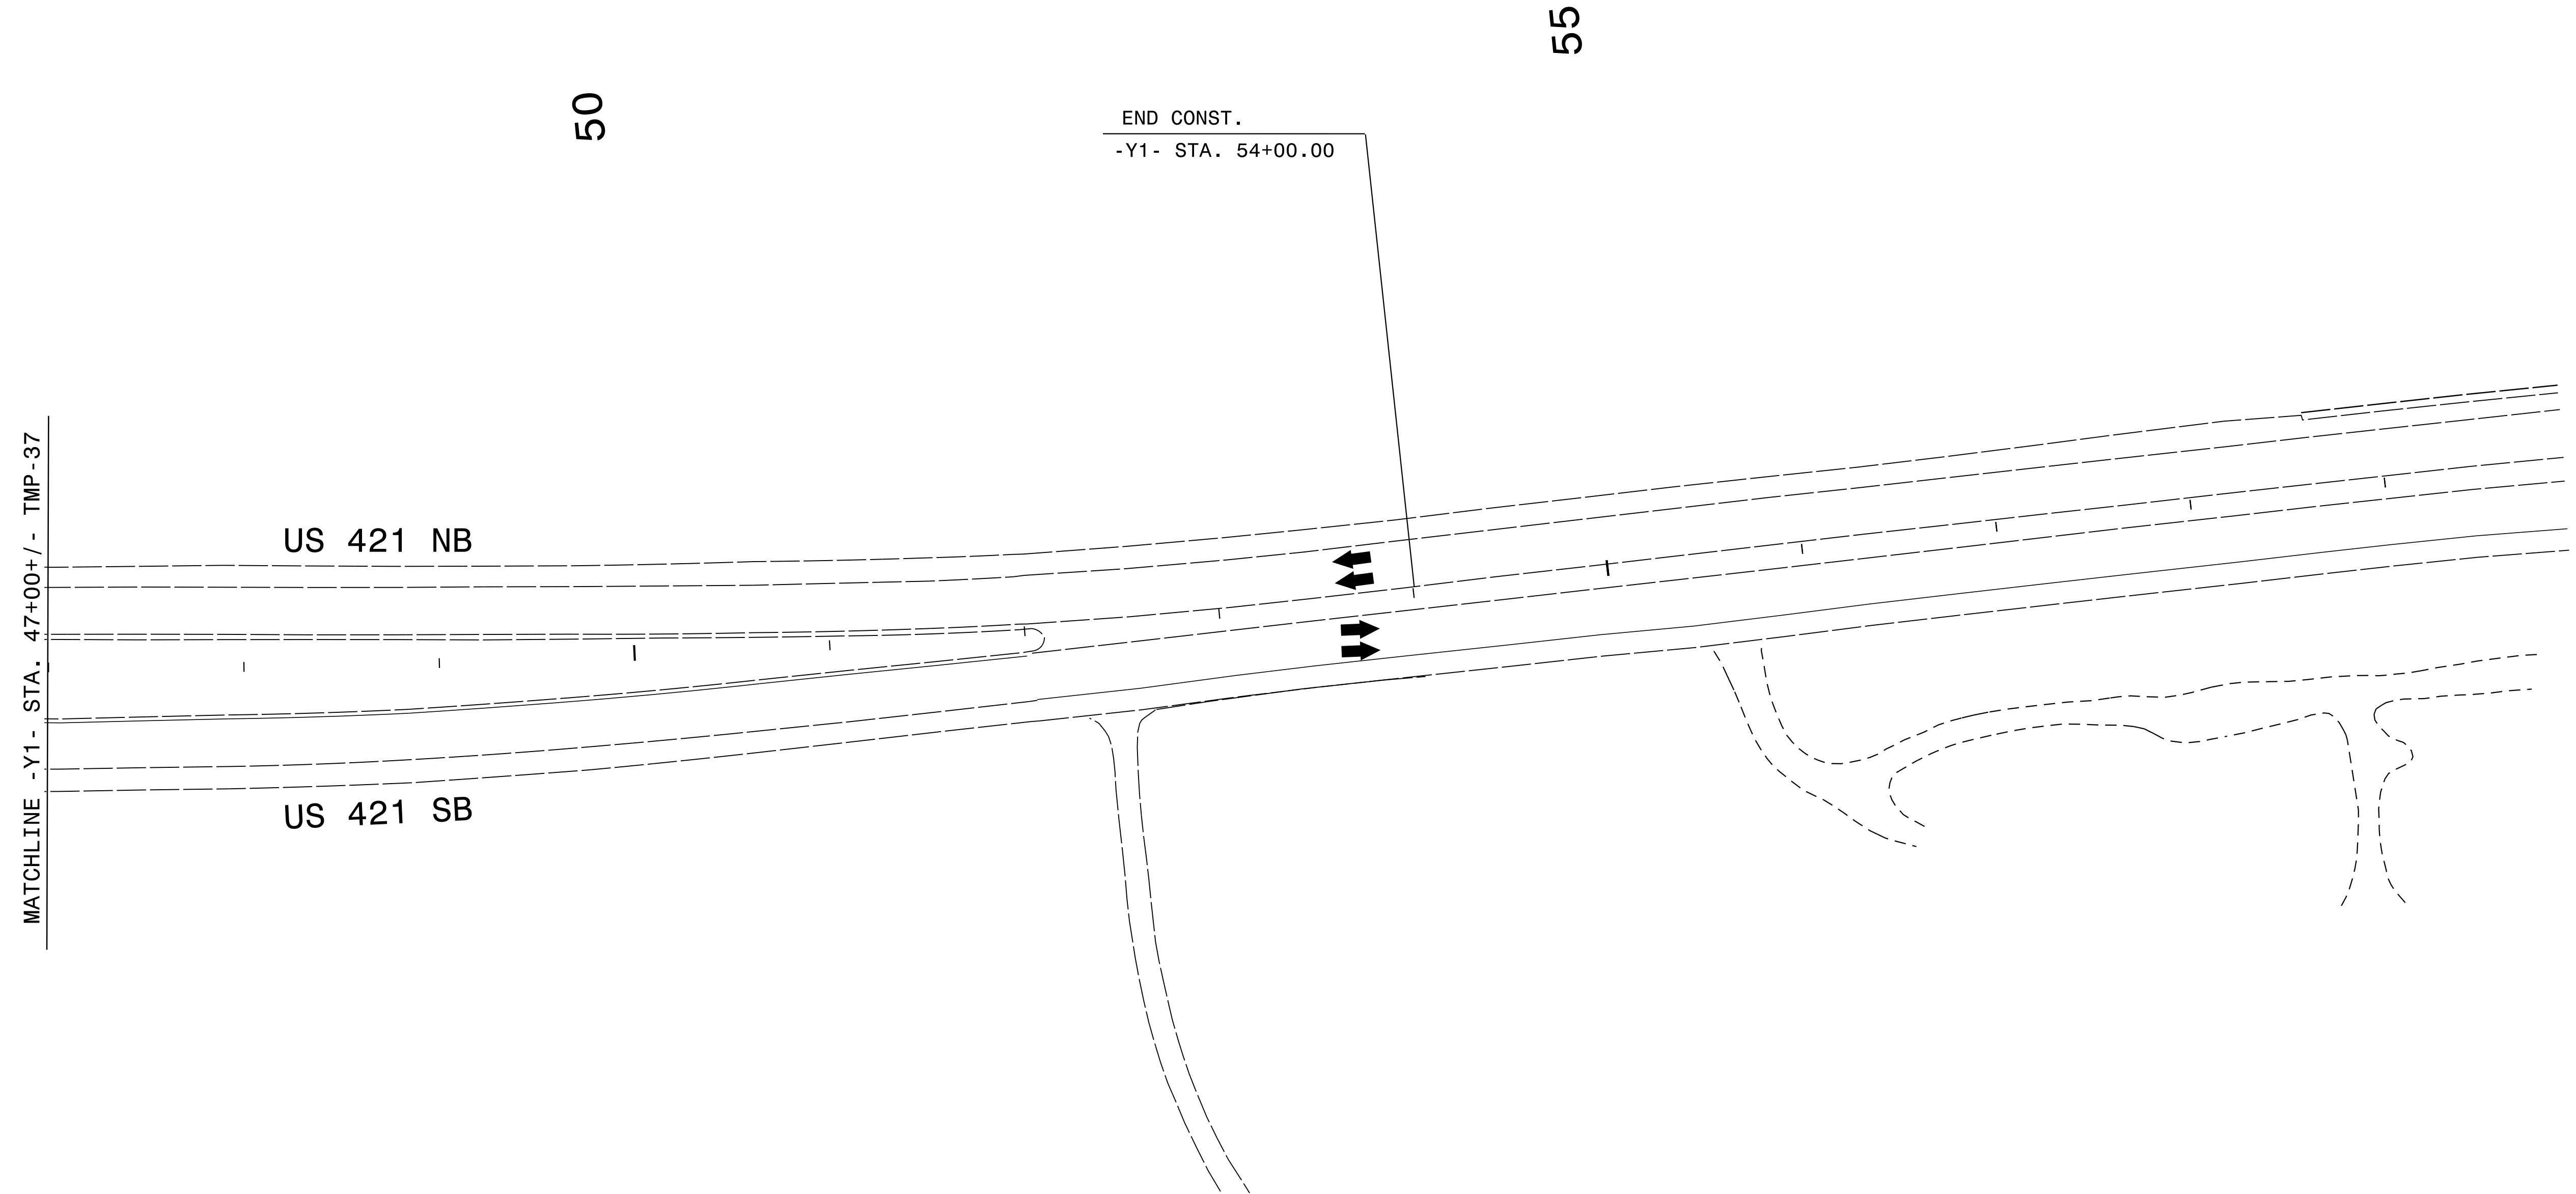 55
50
END CONST.
-Y1- STA. 54+00.00
MATCHLINE -Y1- STA. 47+00+/- TMP-37
US 421 NB
US 421 SB